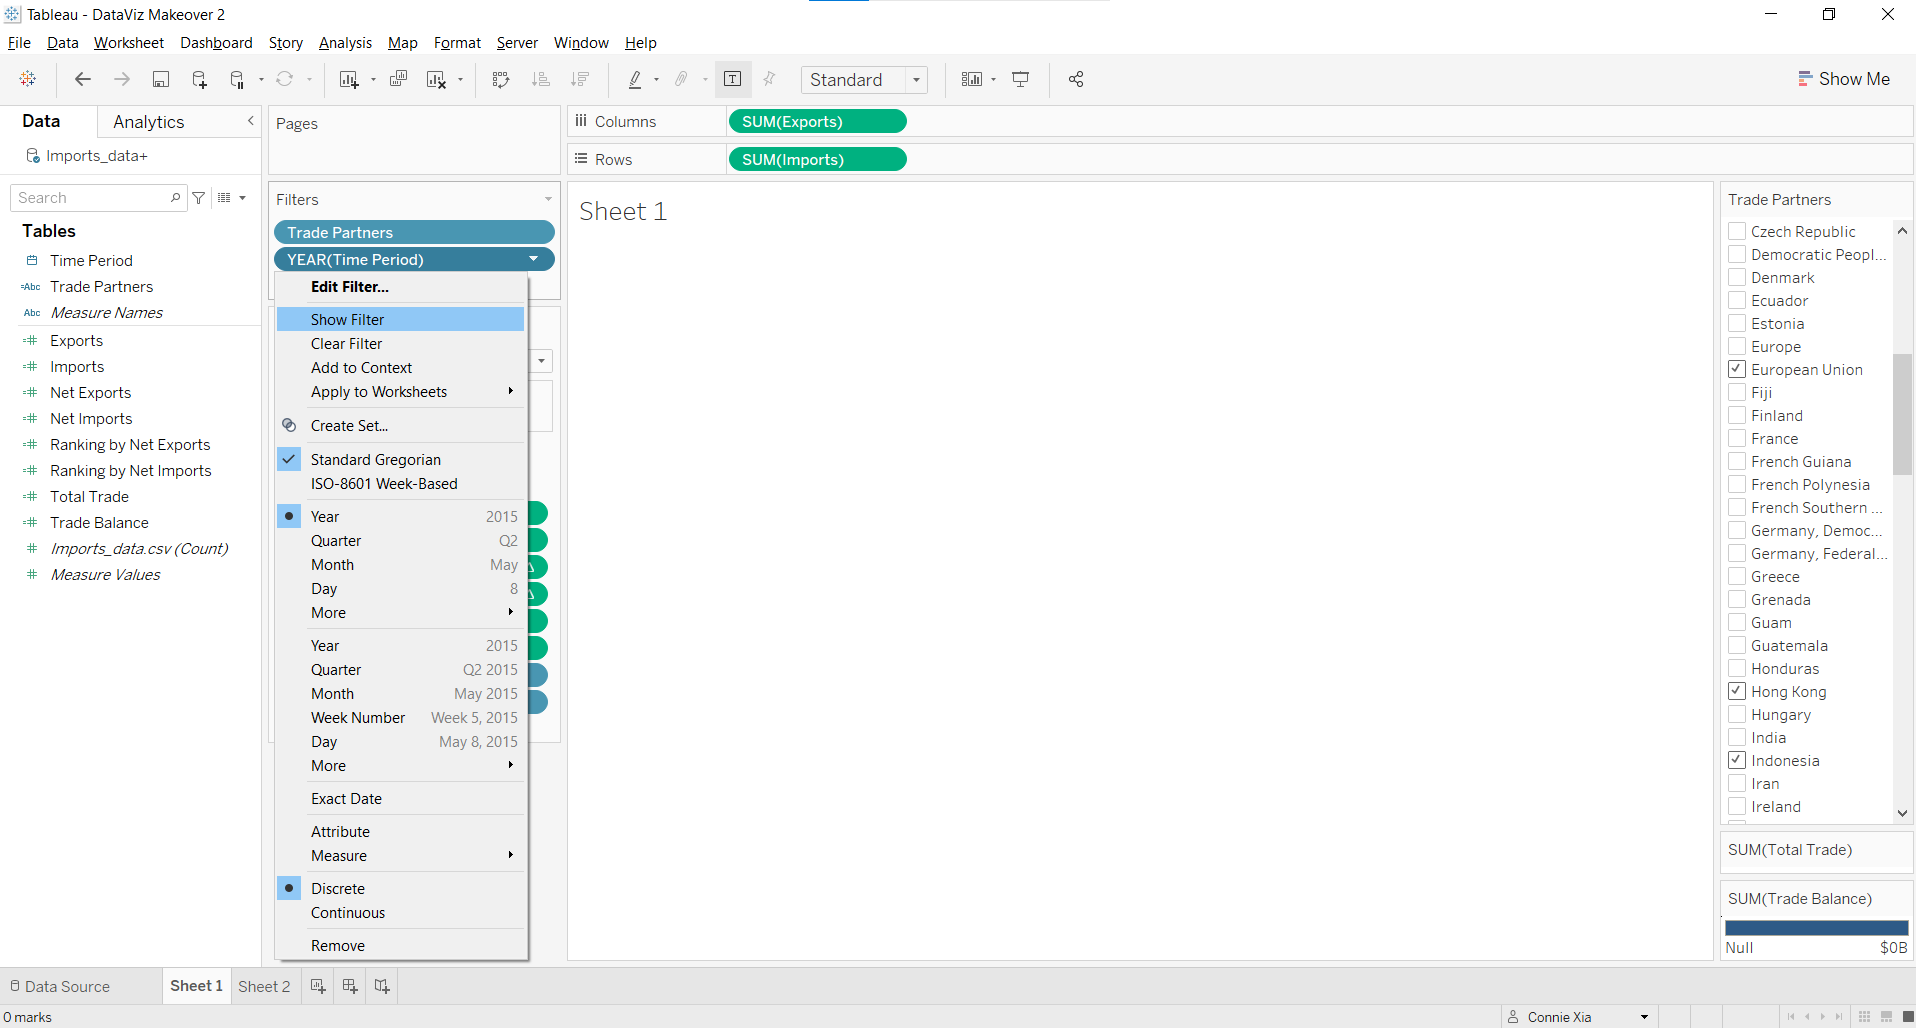 Tableau - DataViz Makeover 2
File Data Worksheet Dashboard Story Analysis Map Format Server Window Help
Standard
Show Me
Data Analytics
Imports_data+
Search
Tables
Time Period
Abc Trade Partners
Abc Measure Names
Exports
Imports
Net Exports
Net Imports
Ranking by Net Exports
Ranking by Net Imports
Total Trade
Trade Balance
Imports_data.csv (Count)
Measure Values
Pages
Filters
Trade Partners
YEAR(Time Period)
Edit Filter...
Show Filter
Clear Filter
Add to Context
Apply to Worksheets
Create Set...
Standard Gregorian
ISO-8601 Week-Based
Year 2015
Quarter Q2
Month May
Day 8
More
Year 2015
Quarter Q2 2015
Month May 2015
Week Number Week 5, 2015
Day May 8, 2015
More
Exact Date
Attribute
Measure
Discrete
Continuous
Remove
Columns SUM(Exports)
Rows SUM(Imports)
Sheet 1
Trade Partners
Czech Republic
Democratic Peopl...
Denmark
Ecuador
Estonia
Europe
European Union
Fiji
Finland
France
French Guiana
French Polynesia
French Southern ...
Germany, Democ...
Germany, Federal...
Greece
Grenada
Guam
Guatemala
Honduras
Hong Kong
Hungary
India
Indonesia
Iran
Ireland
SUM(Total Trade)
SUM(Trade Balance)
Null $0B
Data Source Sheet 1 Sheet 2
0 marks
Connie Xia